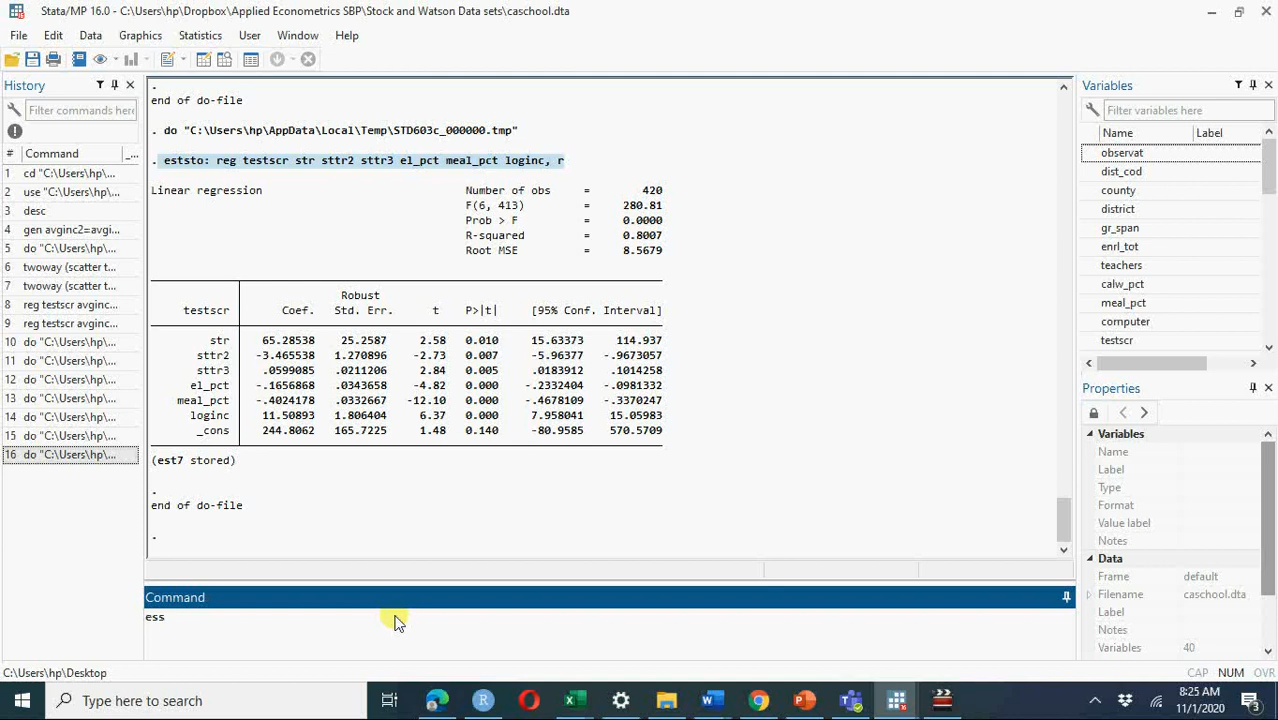 Stata/MP 16.0 - C:\Users\hp\Dropbox\Applied Econometrics SBP\Stock and Watson Data sets\caschool.dta
File Edit Data Graphics Statistics User Window Help
History
Filter commands here
# Command _...
1 cd "C:\Users\hp\...
2 use "C:\Users\hp\...
3 desc
4 gen avginc2=avgi...
5 do "C:\Users\hp\...
6 twoway (scatter t...
7 twoway (scatter t...
8 reg testscr avginc...
9 reg testscr avginc...
10 do "C:\Users\hp\...
11 do "C:\Users\hp\...
12 do "C:\Users\hp\...
13 do "C:\Users\hp\...
14 do "C:\Users\hp\...
15 do "C:\Users\hp\...
16 do "C:\Users\hp\...
.
end of do-file
. do "C:\Users\hp\AppData\Local\Temp\STD603c_000000.tmp"
. eststo: reg testscr str sttr2 sttr3 el_pct meal_pct loginc, r
Linear regression Number of obs = 420
F(6, 413) = 280.81
Prob > F = 0.0000
R-squared = 0.8007
Root MSE = 8.5679
Robust
testscr Coef. Std. Err. t P>|t| [95% Conf. Interval]
str 65.28538 25.2587 2.58 0.010 15.63373 114.937
sttr2 -3.465538 1.270896 -2.73 0.007 -5.96377 -.9673057
sttr3 .0599085 .0211206 2.84 0.005 .0183912 .1014258
el_pct -.1656868 .0343658 -4.82 0.000 -.2332404 -.0981332
meal_pct -.4024178 .0332667 -12.10 0.000 -.4678109 -.3370247
loginc 11.50893 1.806404 6.37 0.000 7.958041 15.05983
_cons 244.8062 165.7225 1.48 0.140 -80.9585 570.5709
(est7 stored)
.
end of do-file
.
Command
ess
Variables
Filter variables here
Name Label
observat
dist_cod
county
district
gr_span
enrl_tot
teachers
calw_pct
meal_pct
computer
testscr
Properties
Variables
Name
Label
Type
Format
Value label
Notes
Data
Frame default
Filename caschool.dta
Label
Notes
Variables 40
C:\Users\hp\Desktop
CAP NUM OVR
Type here to search
8:25 AM
11/1/2020
3